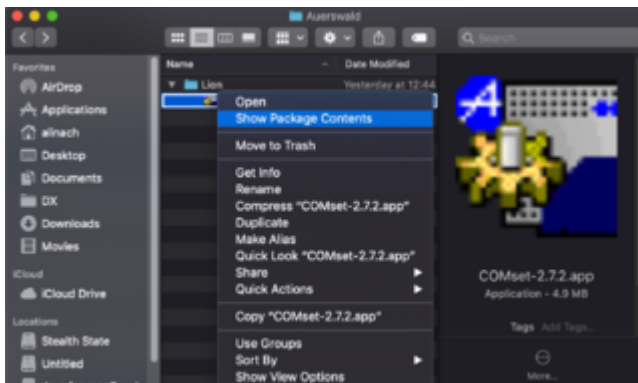 Auerswald
Search
Favorites
AirDrop
Applications
alinach
Desktop
Documents
DX
Downloads
Movies
iCloud
iCloud Drive
Locations
Stealth State
Untitled
Name
Date Modified
Lion
Yesterday at 12:44
Open
Show Package Contents
Move to Trash
Get Info
Rename
Compress "COMset-2.7.2.app"
Duplicate
Make Alias
Quick Look "COMset-2.7.2.app"
Share
Quick Actions
Copy "COMset-2.7.2.app"
Use Groups
Sort By
Show View Options
A
COMset-2.7.2.app
Application - 4.9 MB
Tags Add Tags...
More...